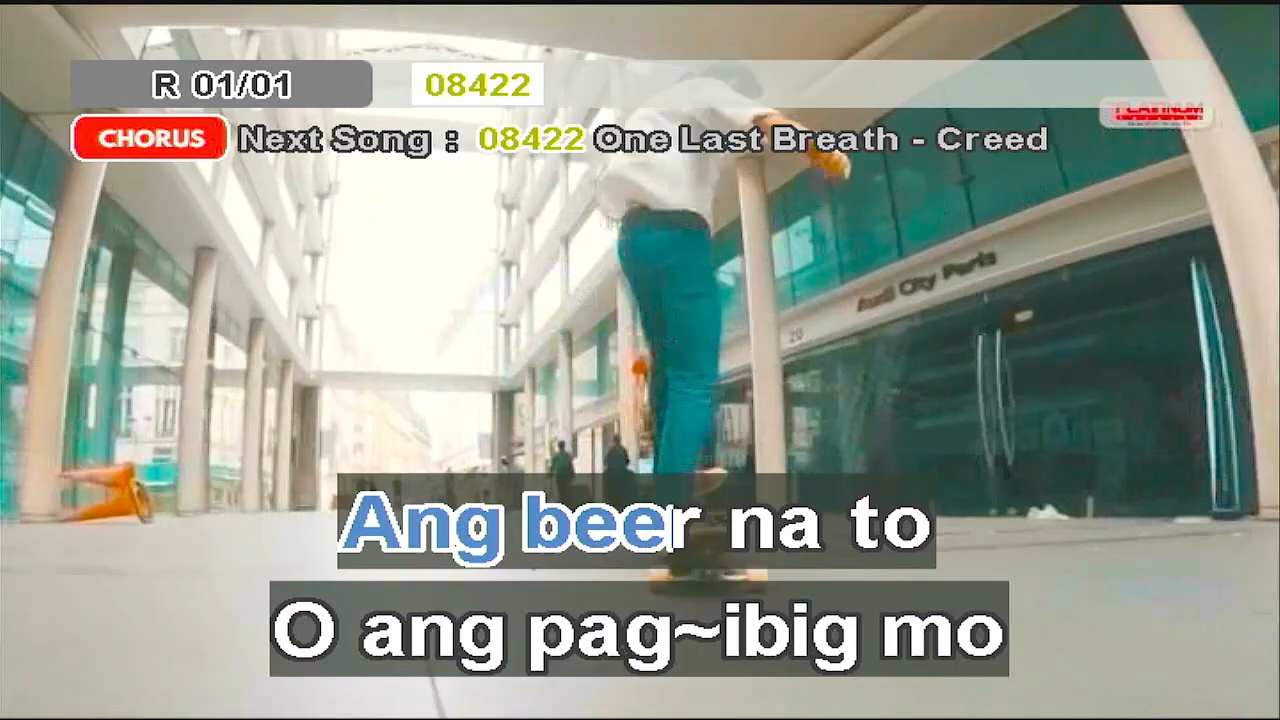 R 01/01
08422
PLATINUM
CHORUS Next Song : 08422 One Last Breath - Creed
Audi City Paris
20
Ang beer na to
O ang pag~ibig mo